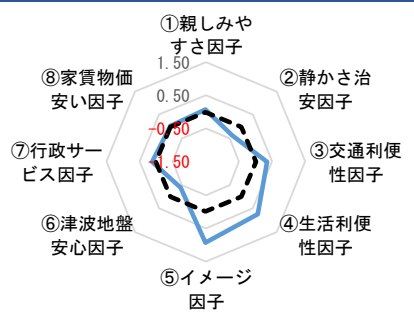 ①親しみや
すさ因子
1.50
②静かさ治
安因子
0.50
⑧家賃物価
安い因子
-0.50
③交通利便
性因子
⑦行政サー
ビス因子
-1.50
④生活利便
性因子
⑥津波地盤
安心因子
⑤イメージ
因子